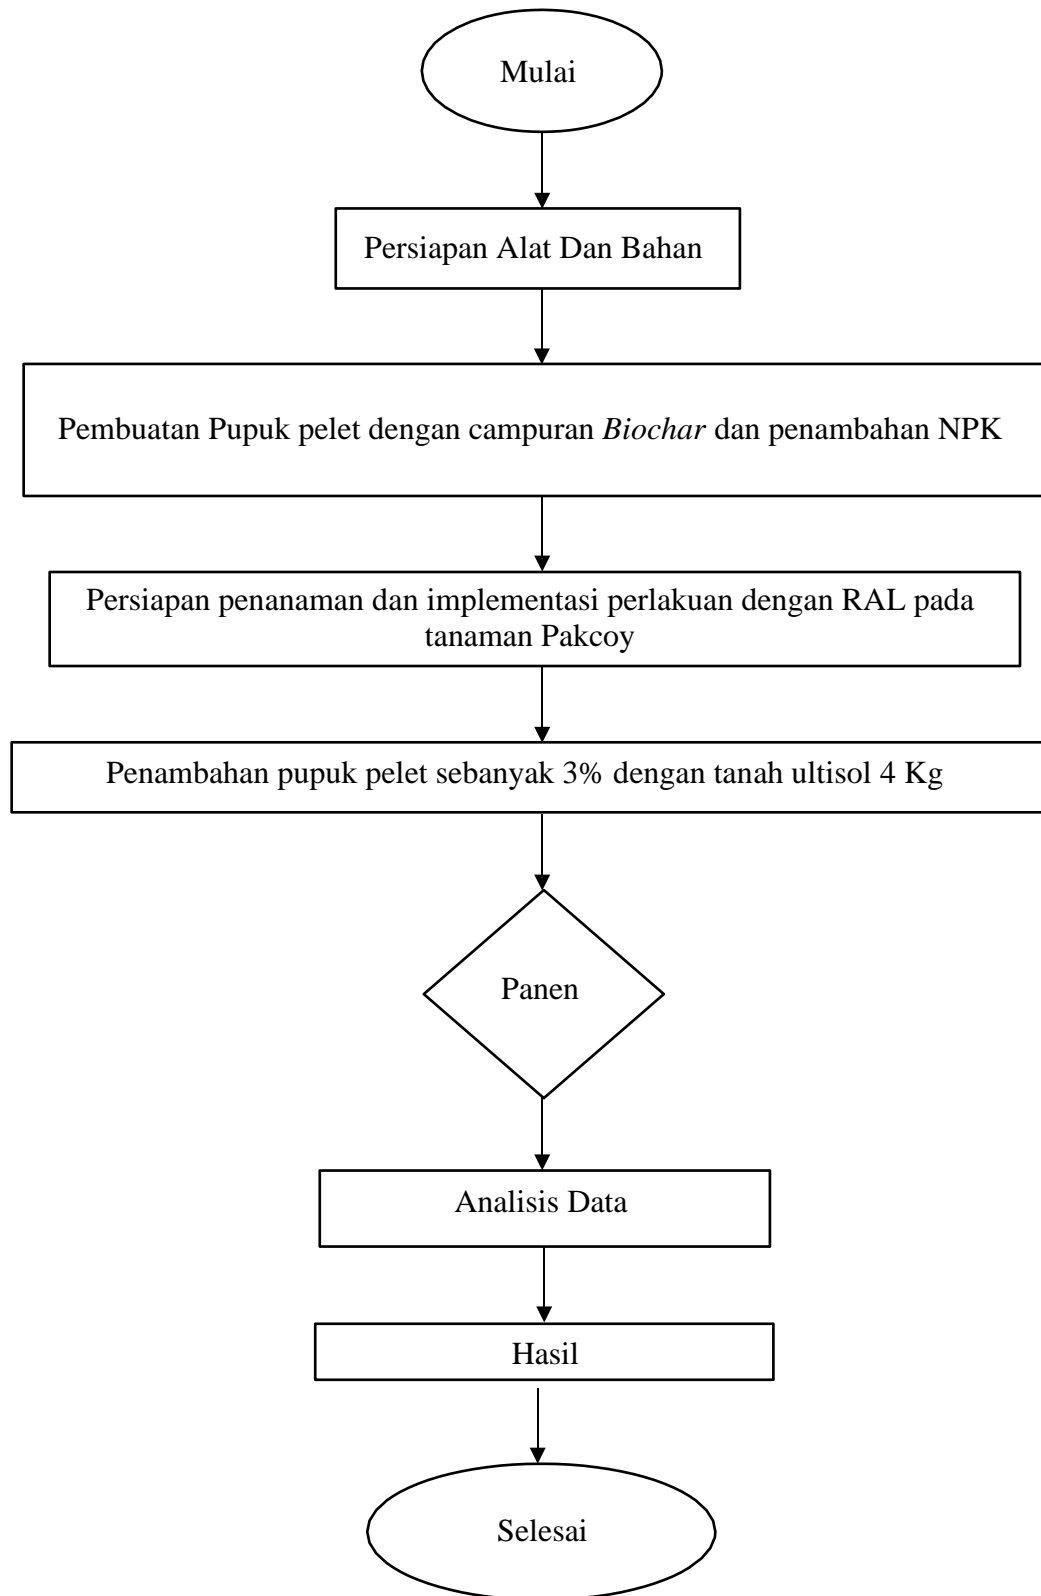 Mulai
Persiapan Alat Dan Bahan
Pembuatan Pupuk pelet dengan campuran Biochar dan penambahan NPK
Persiapan penanaman dan implementasi perlakuan dengan RAL pada
tanaman Pakcoy
Penambahan pupuk pelet sebanyak 3% dengan tanah ultisol 4 Kg
Panen
Analisis Data
Hasil
Selesai